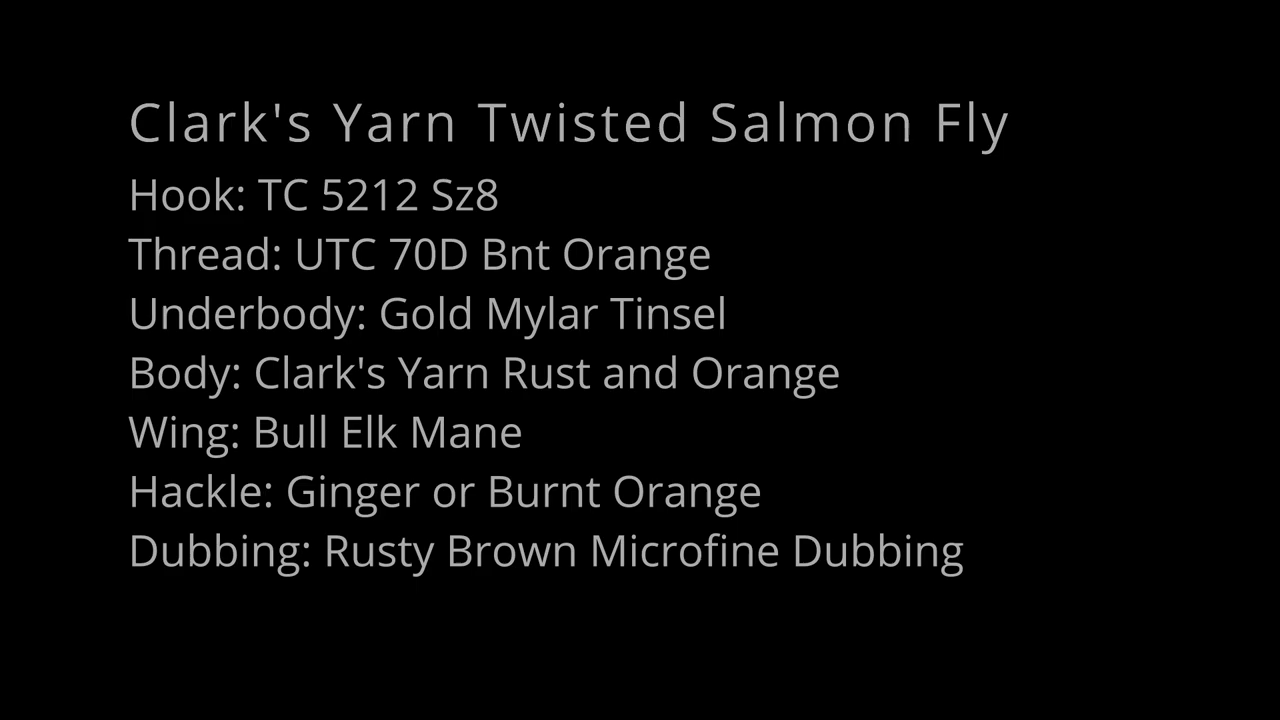 Clark's Yarn Twisted Salmon Fly
Hook: TC 5212 Sz8
Thread: UTC 70D Bnt Orange
Underbody: Gold Mylar Tinsel
Body: Clark's Yarn Rust and Orange
Wing: Bull Elk Mane
Hackle: Ginger or Burnt Orange
Dubbing: Rusty Brown Microfine Dubbing